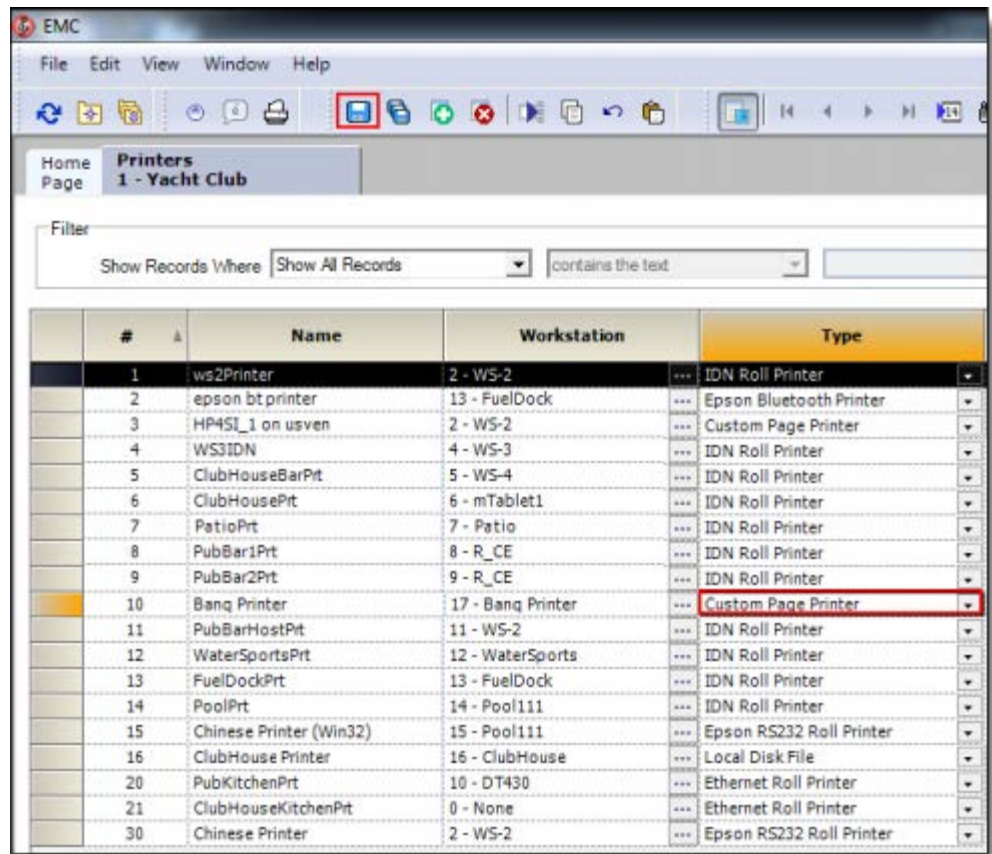 EMC
File Edit View Window Help
14
Home Page
Printers
1 - Yacht Club
Filter
Show Records Where Show All Records contains the text
# Name Workstation Type
1 ws2Printer 2 - WS-2 ... IDN Roll Printer
2 epson bt printer 13 - FuelDock ... Epson Bluetooth Printer
3 HP4SI_1 on usven 2 - WS-2 ... Custom Page Printer
4 WS3IDN 4 - WS-3 ... IDN Roll Printer
5 ClubHouseBarPrt 5 - WS-4 ... IDN Roll Printer
6 ClubHousePrt 6 - mTablet1 ... IDN Roll Printer
7 PatioPrt 7 - Patio ... IDN Roll Printer
8 PubBar1Prt 8 - R_CE ... IDN Roll Printer
9 PubBar2Prt 9 - R_CE ... IDN Roll Printer
10 Banq Printer 17 - Banq Printer ... Custom Page Printer
11 PubBarHostPrt 11 - WS-2 ... IDN Roll Printer
12 WaterSportsPrt 12 - WaterSports ... IDN Roll Printer
13 FuelDockPrt 13 - FuelDock ... IDN Roll Printer
14 PoolPrt 14 - Pool111 ... IDN Roll Printer
15 Chinese Printer (Win32) 15 - Pool111 ... Epson RS232 Roll Printer
16 ClubHouse Printer 16 - ClubHouse ... Local Disk File
20 PubKitchenPrt 10 - DT430 ... Ethernet Roll Printer
21 ClubHouseKitchenPrt 0 - None ... Ethernet Roll Printer
30 Chinese Printer 2 - WS-2 ... Epson RS232 Roll Printer